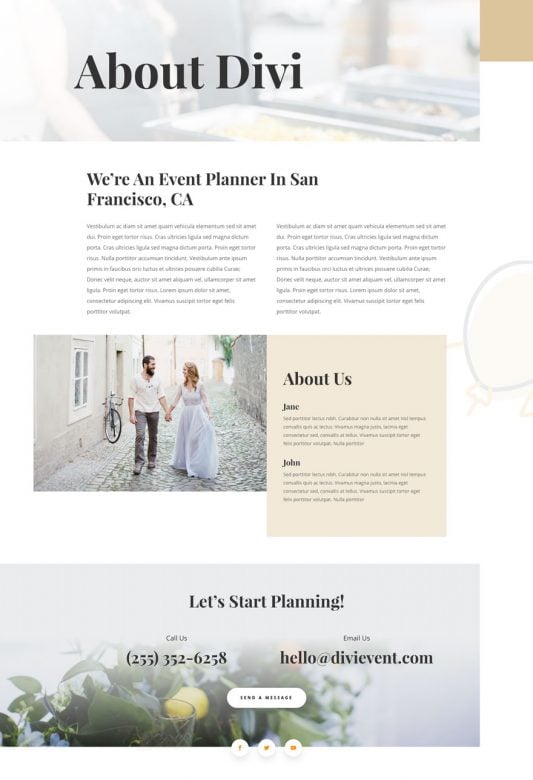 About Divi
We're An Event Planner In San
Francisco, CA
Vestibulum ac diam sit amet quam vehicula elementum sed sit amet
dui. Proin eget tortor risus. Cras ultricies ligula sed magna dictum
porta. Cras ultricies ligula sed magna dictum porta. Proin eget tortor
risus. Nulla porttitor accumsan tincidunt. Vestibulum ante ipsum
primis in faucibus orci luctus et ultrices posuere cubilia Curae;
Donec velit neque, auctor sit amet aliquam vel, ullamcorper sit amet
ligula. Proin eget tortor risus. Lorem ipsum dolor sit amet,
consectetur adipiscing elit. Vivamus suscipit tortor eget felis
porttitor volutpat.
Vestibulum ac diam sit amet quam vehicula elementum sed sit amet
dui. Proin eget tortor risus. Cras ultricies ligula sed magna dictum
porta. Cras ultricies ligula sed magna dictum porta. Proin eget tortor
risus. Nulla porttitor accumsan tincidunt. Vestibulum ante ipsum
primis in faucibus orci luctus et ultrices posuere cubilia Curae;
Donec velit neque, auctor sit amet aliquam vel, ullamcorper sit amet
ligula. Proin eget tortor risus. Lorem ipsum dolor sit amet,
consectetur adipiscing elit. Vivamus suscipit tortor eget felis
porttitor volutpat.
About Us
Jane
Sed porttitor lectus nibh. Curabitur non nulla sit amet nisl tempus
convallis quis ac lectus. Vivamus magna justo, lacinia eget
consectetur sed, convallis at tellus. Vivamus magna justo,
convallis at tellus. Nulla porttitor
John
Sed porttitor lectus nibh. Curabitur non nulla sit amet nisl tempus
convallis quis ac lectus. Vivamus magna justo, lacinia eget
consectetur sed, convallis at tellus. Vivamus magna justo,
convallis at tellus. Nulla porttitor
Let's Start Planning!
Call Us
(255) 352-6258
Email Us
hello@divievent.com
SEND A MESSAGE